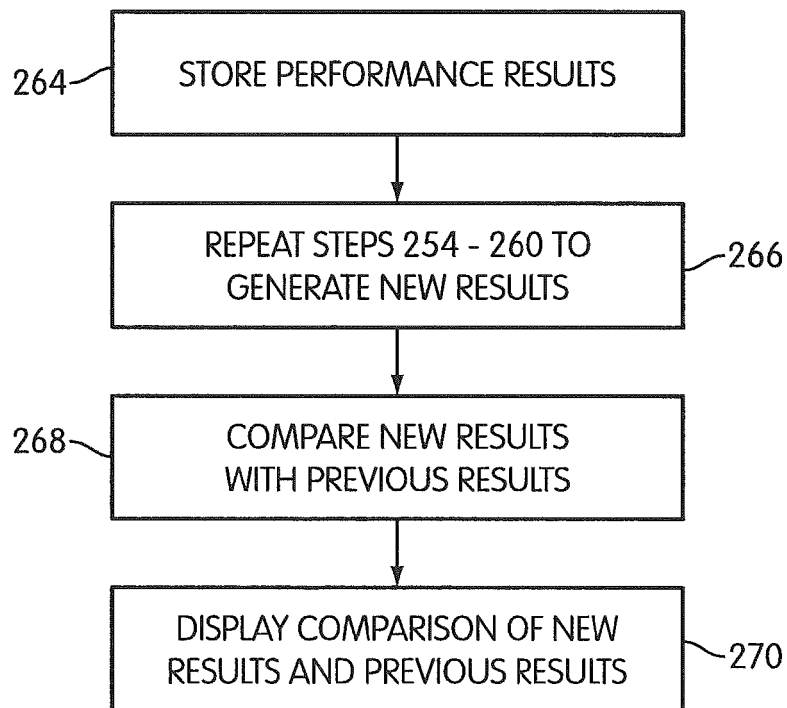 264
STORE PERFORMANCE RESULTS
REPEAT STEPS 254 - 260 TO
GENERATE NEW RESULTS
266
268
COMPARE NEW RESULTS
WITH PREVIOUS RESULTS
DISPLAY COMPARISON OF NEW
RESULTS AND PREVIOUS RESULTS
270